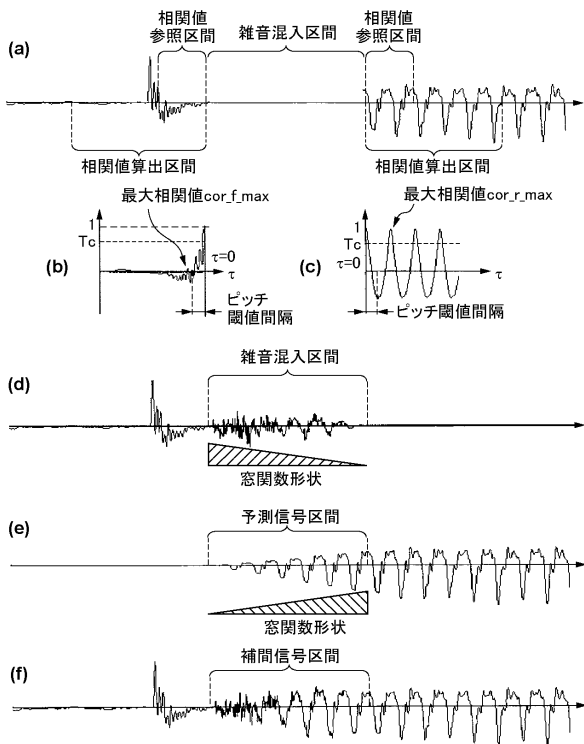 (a)
相関値
参照区間
雑音混入区間
相関値
参照区間
相関値算出区間
相関値算出区間
(b)
最大相関値cor_f_max
1
Tc
τ=0
τ
ピッチ
閾値間隔
(c)
最大相関値cor_r_max
1
Tc
τ=0
τ
ピッチ閾値間隔
(d)
雑音混入区間
窓関数形状
(e)
予測信号区間
窓関数形状
(f)
補間信号区間